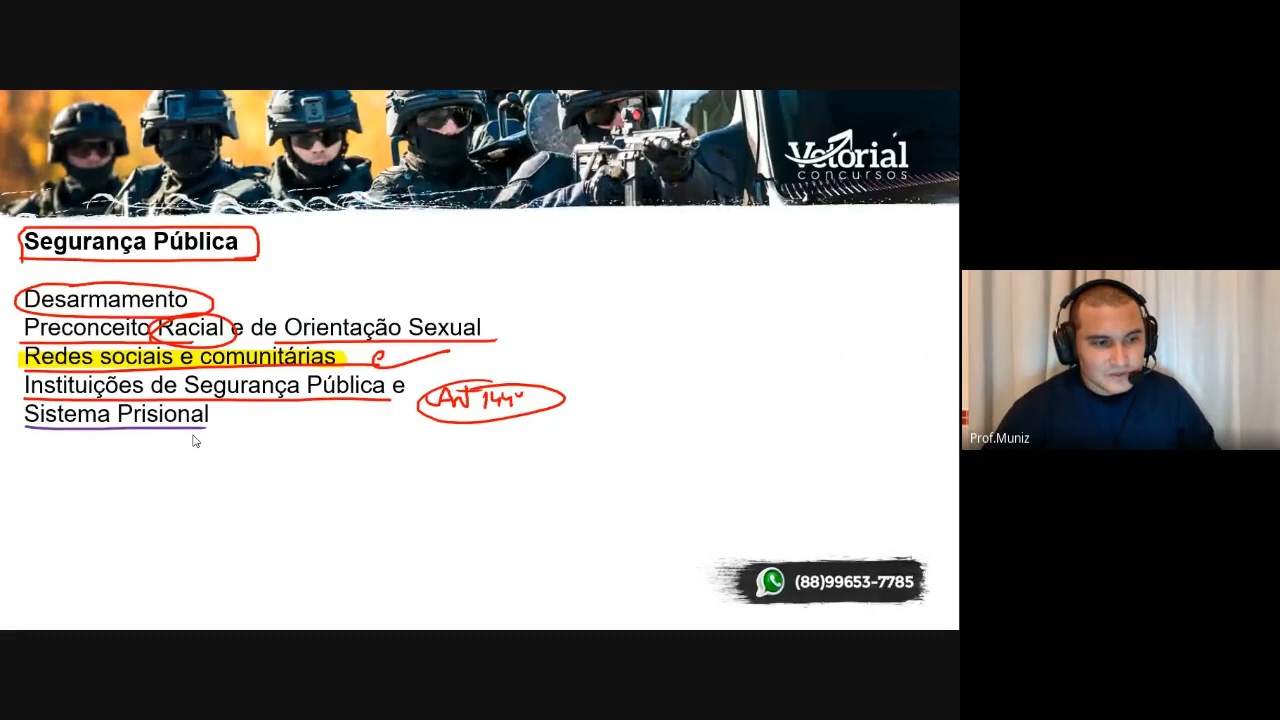 Vetorial
concursos
Segurança Pública
Desarmamento
Preconceito Racial e de Orientação Sexual
Redes sociais e comunitárias
Instituições de Segurança Pública e
Art 144º
Sistema Prisional
Prof.Muniz
(88)99653-7785